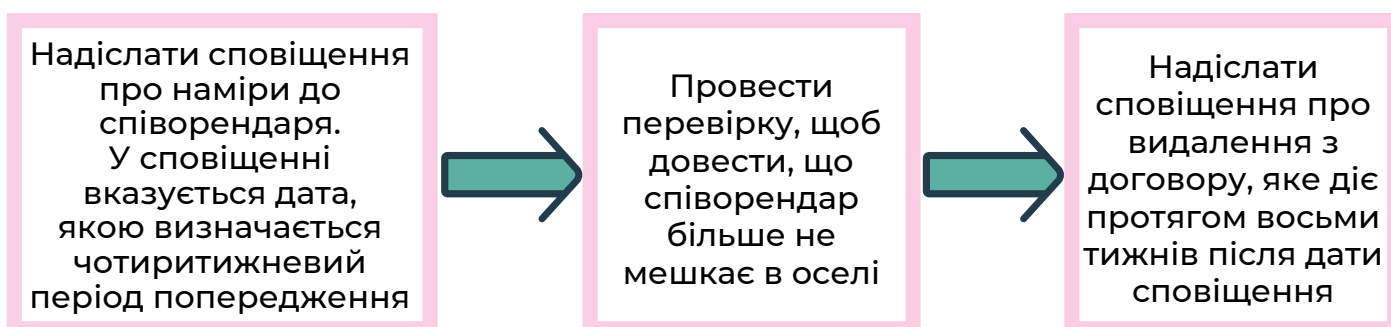 Надіслати сповіщення
про наміри до
співорендаря.
У сповіщенні
вказується дата,
якою визначається
чотиритижневий
період попередження
Провести
перевірку, щоб
довести, що
співорендар
більше не
мешкає в оселі
Надіслати
сповіщення про
видалення з
договору, яке діє
протягом восьми
тижнів після дати
сповіщення